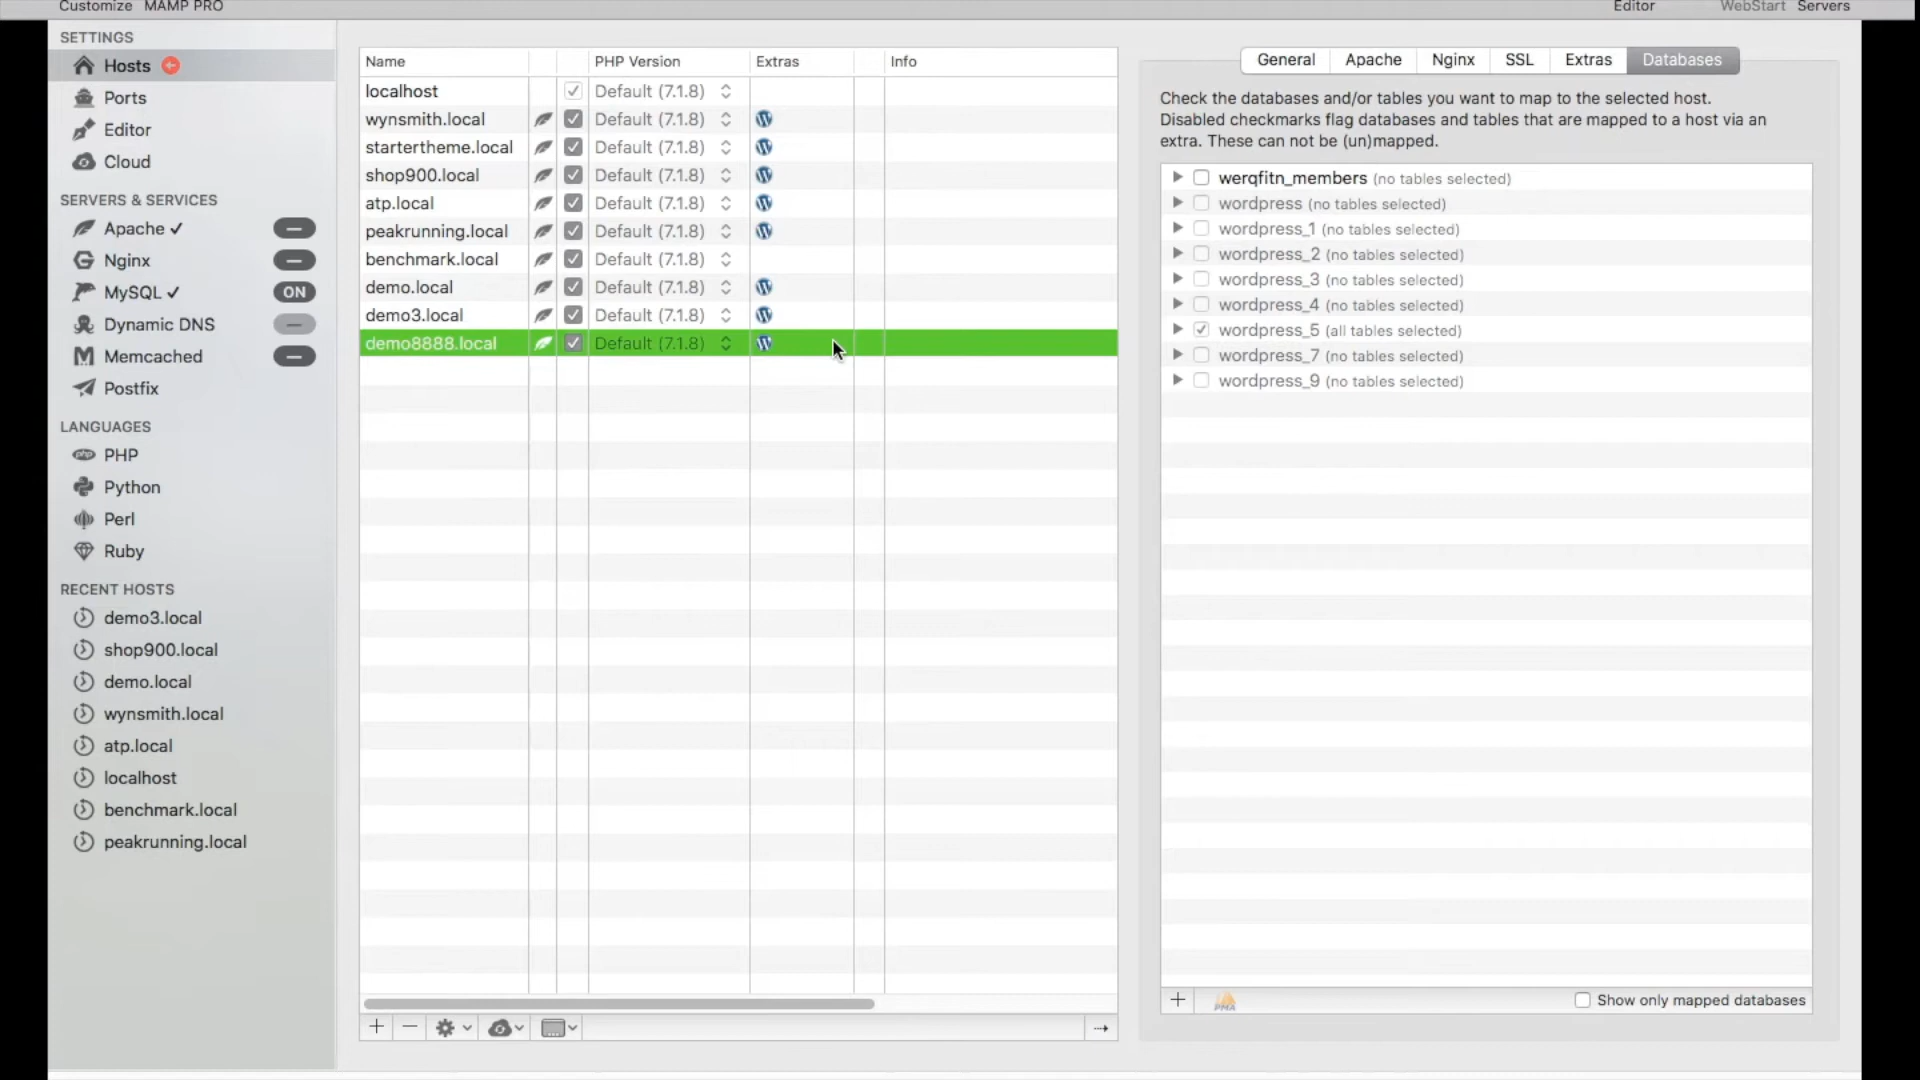 Customize MAMP PRO Editor WebStart Servers
SETTINGS
Hosts
Ports
Editor
Cloud
SERVERS & SERVICES
Apache ✓
Nginx
MySQL ✓ ON
Dynamic DNS
Memcached
Postfix
LANGUAGES
PHP
Python
Perl
Ruby
RECENT HOSTS
demo3.local
shop900.local
demo.local
wynsmith.local
atp.local
localhost
benchmark.local
peakrunning.local
Name PHP Version Extras Info
localhost Default (7.1.8)
wynsmith.local Default (7.1.8)
startertheme.local Default (7.1.8)
shop900.local Default (7.1.8)
atp.local Default (7.1.8)
peakrunning.local Default (7.1.8)
benchmark.local Default (7.1.8)
demo.local Default (7.1.8)
demo3.local Default (7.1.8)
demo8888.local Default (7.1.8)
General Apache Nginx SSL Extras Databases
Check the databases and/or tables you want to map to the selected host.
Disabled checkmarks flag databases and tables that are mapped to a host via an
extra. These can not be (un)mapped.
werqfitn_members (no tables selected)
wordpress (no tables selected)
wordpress_1 (no tables selected)
wordpress_2 (no tables selected)
wordpress_3 (no tables selected)
wordpress_4 (no tables selected)
wordpress_5 (all tables selected)
wordpress_7 (no tables selected)
wordpress_9 (no tables selected)
PMA Show only mapped databases